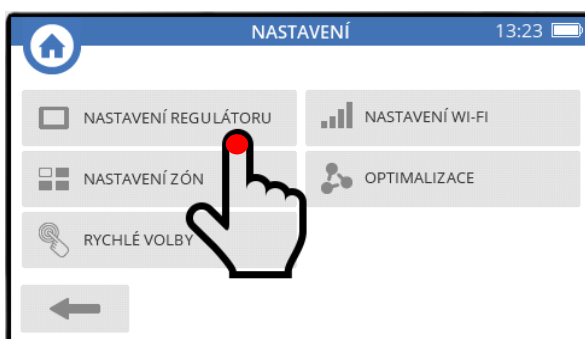 NASTAVENÍ 13:23
NASTAVENÍ REGULÁTORU
NASTAVENÍ WI-FI
NASTAVENÍ ZÓN
OPTIMALIZACE
RYCHLÉ VOLBY